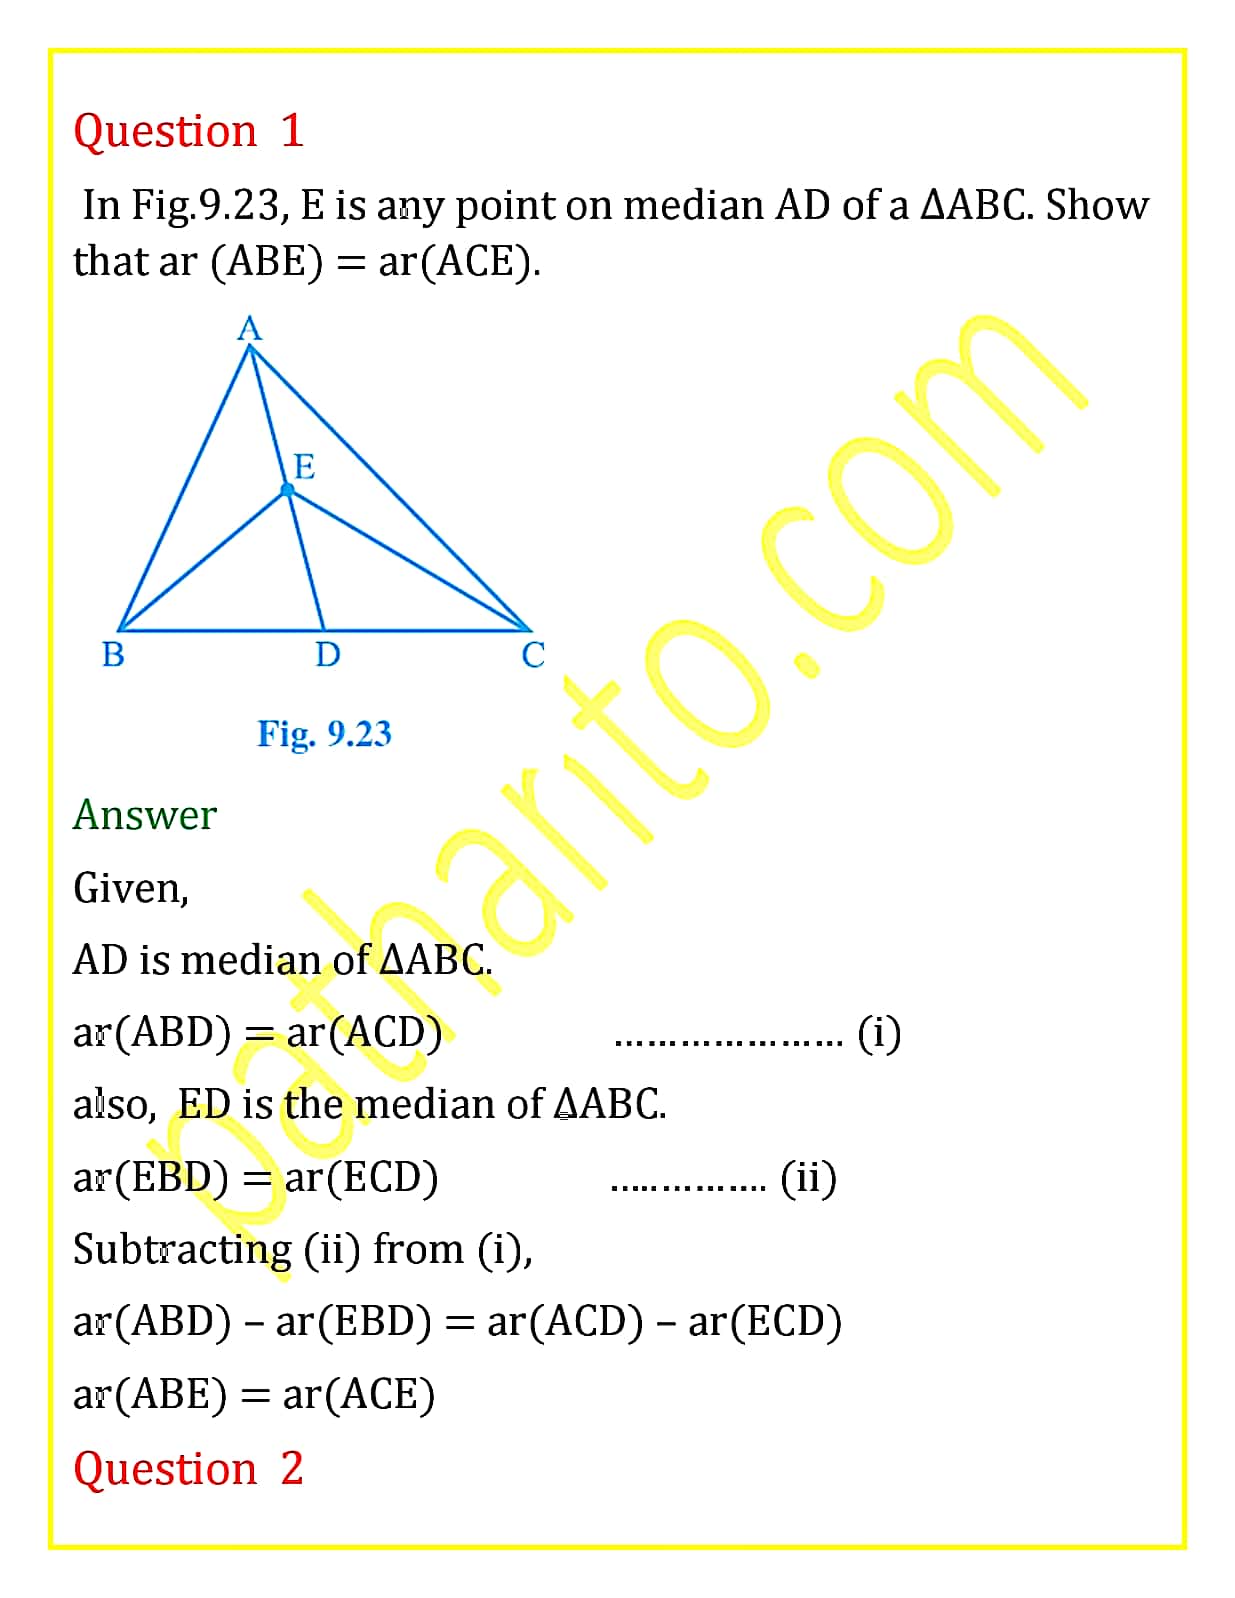 Question 1
In Fig.9.23, E is any point on median AD of a ΔABC. Show
that ar (ABE) = ar(ACE).
A
E
B D C
Fig. 9.23
Answer
Given,
AD is median of ΔABC.
ar(ABD) = ar(ACD) ………………… (i)
also, ED is the median of ΔABC.
ar(EBD) = ar(ECD) ….……….. (ii)
Subtracting (ii) from (i),
ar(ABD) – ar(EBD) = ar(ACD) – ar(ECD)
ar(ABE) = ar(ACE)
Question 2
patharito.com